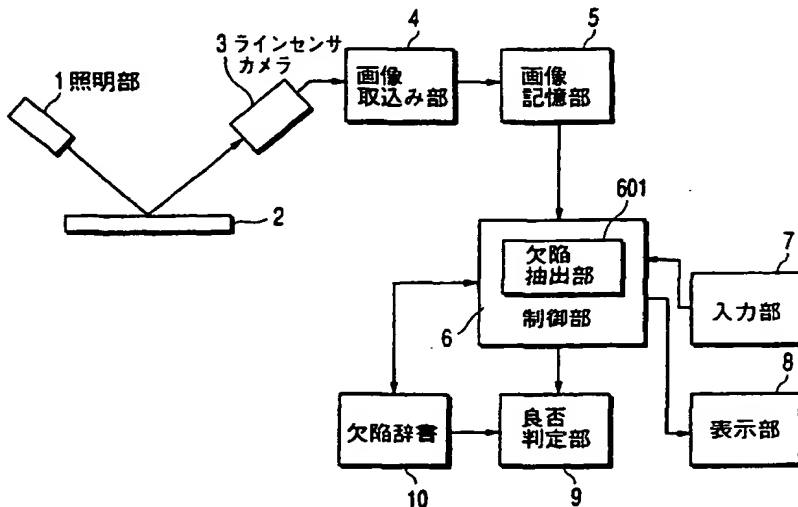 1 照明部
2
3 ラインセンサ
カメラ
4
画像
取込み部
5
画像
記憶部
601
欠陥
抽出部
制御部
6
7
入力部
8
表示部
良否
判定部
9
欠陥辞書
10